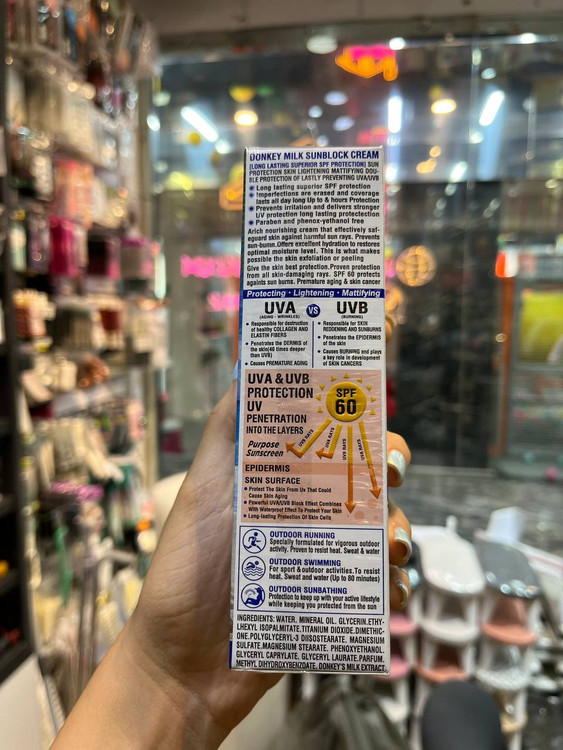 DONKEY MILK SUNBLOCK CREAM
(LONG LASTING SUPERIOR SPF PROTECTION) SUN
PROTECTION SKIN LIGHTENING MATTIFYING DOU-
BLE PROTECTION OF LASTLY PREVENTING UVA/UVB
Long lasting superior SPF protection
Imperfections are erased and coverage
lasts all day long Up to & hours Protection
Prevents irritation and delivers stronger
UV protection long lasting protectection
Paraben and phenox-yethanol free
Arich nourishing cream that effectively saf-
eguard skin against harmful sun rays. Prevents
sun-bumn.Offers excellent hydration to restores
optimal moisture level. This is what makes
possible the skin exfoliation or peeling
Give the skin best protection.Proven protection
from all skin-damaging rays. SPF 60 protects
againts sun buns. Premature aging & skin cancer
Protecting · Lightening · Mattifying
UVA VS UVB
(AGING - WRINKLES) (BURNING)
Responsible for destruction
of healthy COLLAGEN AND
ELASTIN FIBERS
Penetrates the DERMIS of
the skin(40 times deeper
than UVB)
Causes PREMATURE AGING
Responsible for SKIN
REDDENING AND SUNBURNS
Penetrates the EPIDERMIS
of the skin
Causes BURNING and plays
a key role in development
of SKIN CANCERS
UVA & UVB
PROTECTION
UV
PENETRATION
INTO THE LAYERS
SPF
60
Purpose
Sunscreen
UVB RAYS
UVA RAYS
UVB RAYS
UVA RAYS
EPIDERMIS
SKIN SURFACE
Protect The Skin From Us That Could
Cause Skin Aging
Powerful UVA/UVB Block Effect Combines
With Waterproof Effect To Protect Your Skin
Long-lasting Protection Of Skin Cells
OUTDOOR RUNNING
Specially formulated for vigorous outdoor
activity. Proven to resist heat. Sweat & water
OUTDOOR SWIMMING
For sport & outdoor activities.To resist
heat, Sweat and water (Up to 80 minutes)
OUTDOOR SUNBATHING
Protection to keep up with your active lifestyle
while keeping you protected from the sun
INGREDIENTS: WATER, MINERAL OIL, GLYCERIN.ETHY-
LHEXYL ISOPALMITATE.TITANIUM DIOXIDE.DIMETHIC-
ONE.POLYGLYCERYL-3 DIISOSTEARATE. MAGNESIUM
SULFATE.MAGNESIUM STEARATE. PHENOXYETHANOL.
GLYCERYL CAPRYLATE. GLYCERYL LAURATE.PARFUM.
METHYL DIHYDROXYBENZOATE. DONKEY'S MILK EXTRACT.